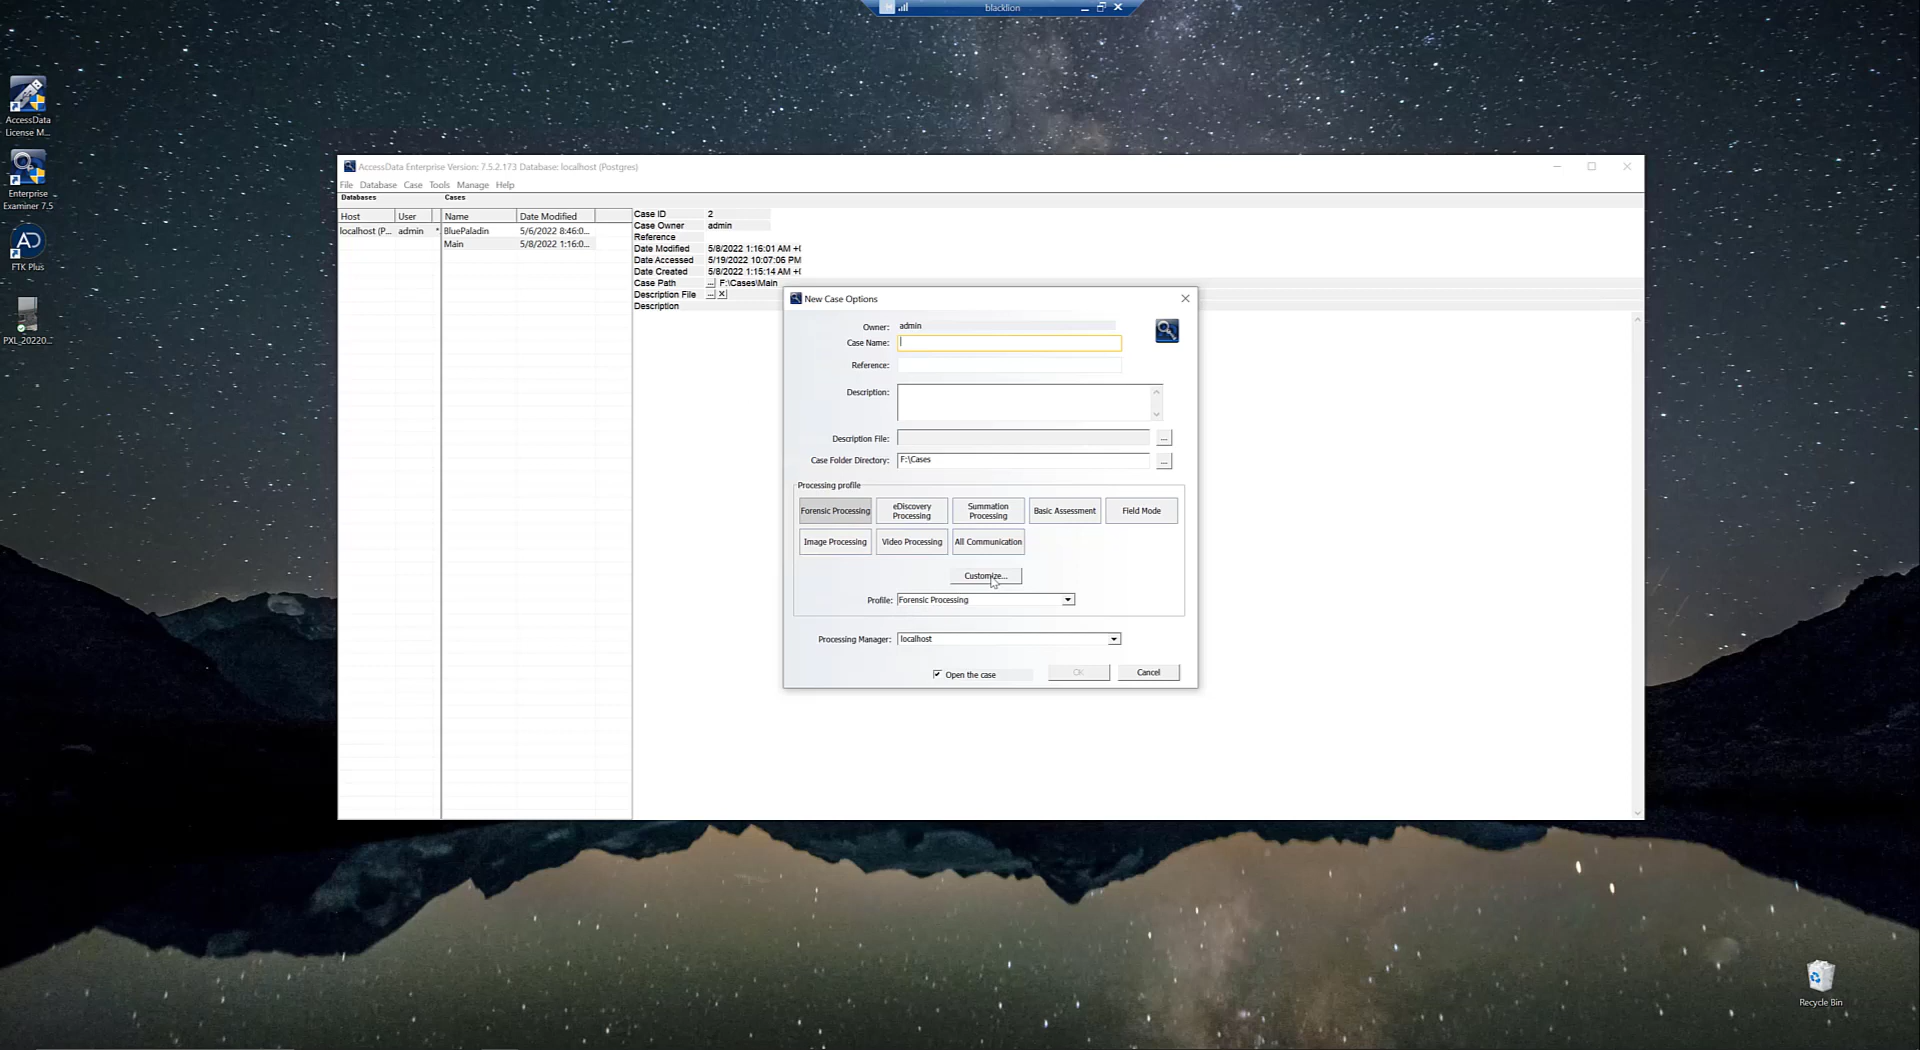 blacklion
AccessData
License M...
Enterprise
Examiner 7.5
FTK Plus
PXL_20220...
AccessData Enterprise Version: 7.5.2.173 Database: localhost (Postgres)
File Database Case Tools Manage Help
Databases Cases
Host User Name Date Modified
localhost (P... admin * BluePaladin 5/6/2022 8:46:0...
Main 5/8/2022 1:16:0...
Case ID 2
Case Owner admin
Reference
Date Modified 5/8/2022 1:16:01 AM +(
Date Accessed 5/19/2022 10:07:06 PM
Date Created 5/8/2022 1:15:14 AM +(
Case Path ... F:\Cases\Main
Description File ... X
Description
New Case Options
Owner: admin
Case Name:
Reference:
Description:
Description File: ...
Case Folder Directory: F:\Cases ...
Processing profile
Forensic Processing eDiscovery Processing Summation Processing Basic Assessment Field Mode
Image Processing Video Processing All Communication
Customize...
Profile: Forensic Processing
Processing Manager: localhost
Open the case OK Cancel
Recycle Bin